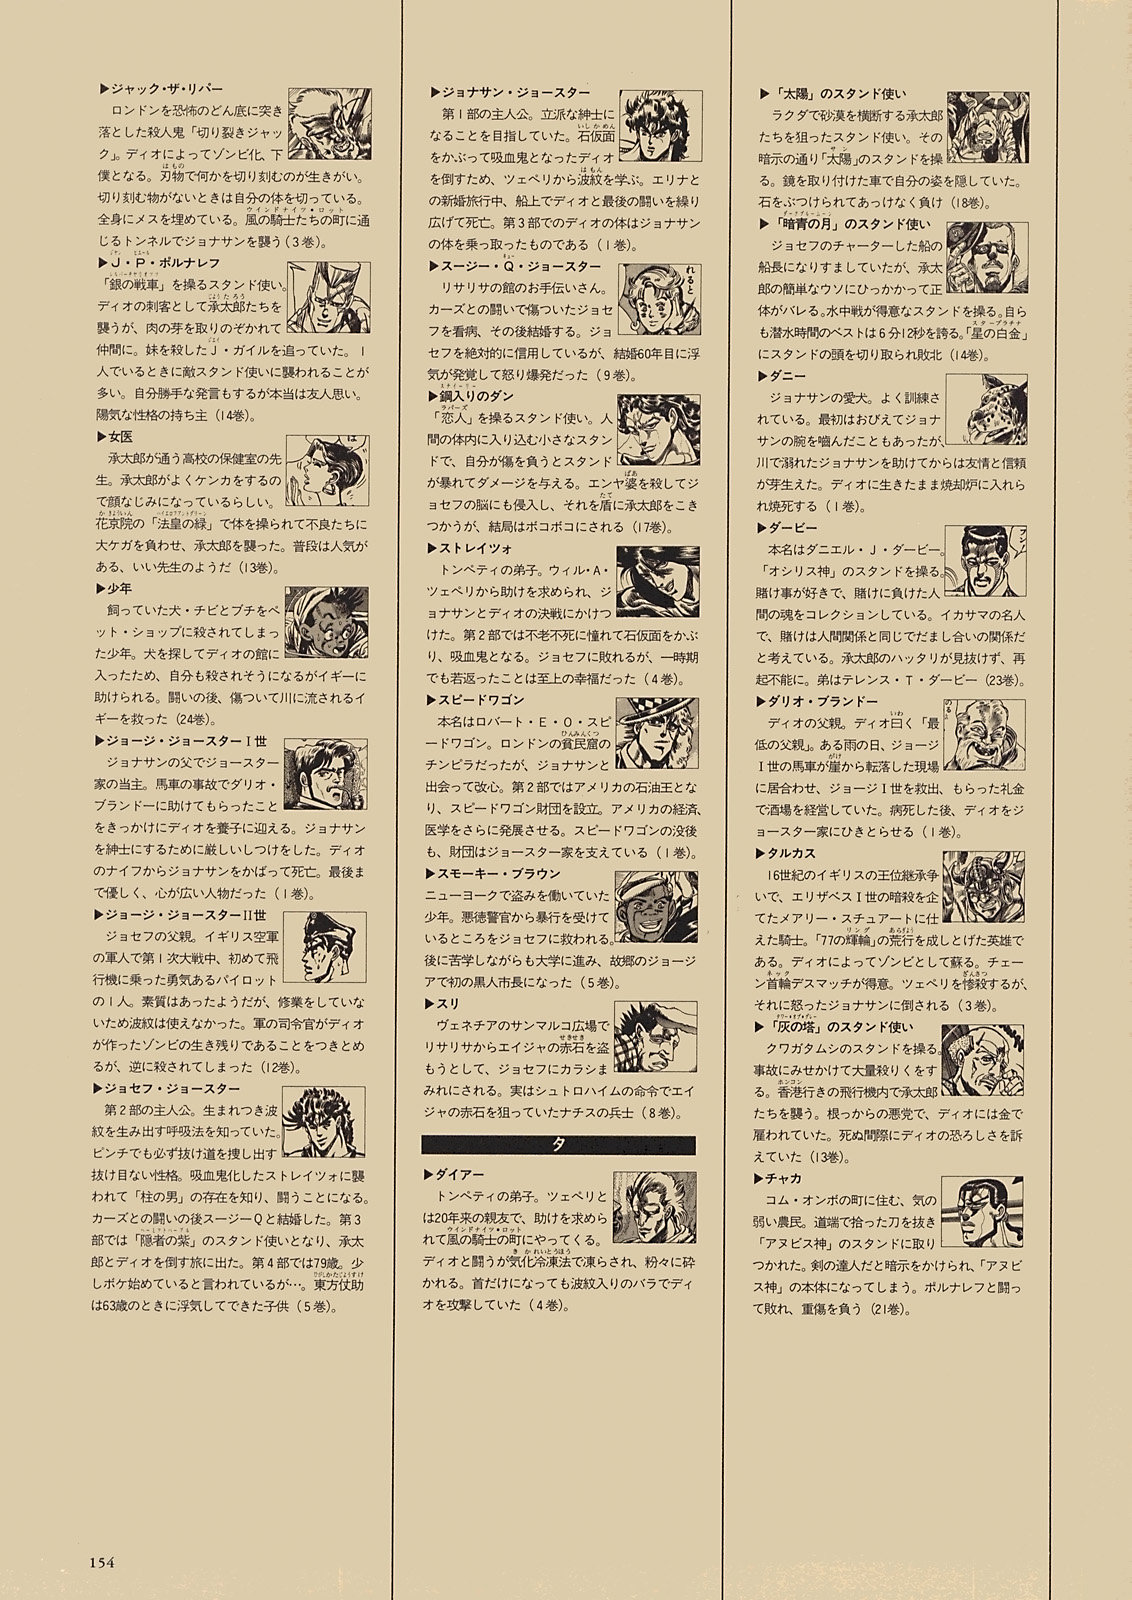 ▶ジャック・ザ・リパー
ロンドンを恐怖のどん底に突き
落とした殺人鬼「切り裂きジャッ
ク」。ディオによってゾンビ化、下
僕となる。刃物で何かを切り刻むのが生きがい。
切り刻む物がないときは自分の体を切っている。
全身にメスを埋めている。風の騎士たちの町に通
じるトンネルでジョナサンを襲う(3巻)。
▶J・P・ポルナレフ
「銀の戦車」を操るスタンド使い。
ディオの刺客として承太郎たちを
襲うが、肉の芽を取りのぞかれて
仲間に。妹を殺したJ・ガイルを追っていた。1
人でいるときに敵スタンド使いに襲われることが
多い。自分勝手な発言もするが本当は友人思い。
陽気な性格の持ち主(14巻)。
▶女医
承太郎が通う高校の保健室の先
生。承太郎がよくケンカをするの
で顔なじみになっているらしい。
花京院の「法皇の緑」で体を操られて不良たちに
大ケガを負わせ、承太郎を襲った。普段は人気が
ある、いい先生のようだ(13巻)。
▶少年
飼っていた犬・チビとブチをペ
ット・ショップに殺されてしまっ
た少年。犬を探してディオの館に
入ったため、自分も殺されそうになるがイギーに
助けられる。闘いの後、傷ついて川に流されるイ
ギーを救った(24巻)。
▶ジョージ・ジョースターⅠ世
ジョナサンの父でジョースター
家の当主。馬車の事故でダリオ・
ブランドーに助けてもらったこと
をきっかけにディオを養子に迎える。ジョナサン
を紳士にするために厳しいしつけをした。ディオ
のナイフからジョナサンをかばって死亡。最後ま
で優しく、心が広い人物だった(1巻)。
▶ジョージ・ジョースターⅡ世
ジョセフの父親。イギリス空軍
の軍人で第1次大戦中、初めて飛
行機に乗った勇気あるパイロット
の1人。素質はあったようだが、修業をしていな
いため波紋は使えなかった。軍の司令官がディオ
が作ったゾンビの生き残りであることをつきとめ
るが、逆に殺されてしまった(12巻)。
▶ジョセフ・ジョースター
第2部の主人公。生まれつき波
紋を生み出す呼吸法を知っていた。
ピンチでも必ず抜け道を捜し出す
抜け目ない性格。吸血鬼化したストレイツォに襲
われて「柱の男」の存在を知り、闘うことになる。
カーズとの闘いの後スージーQと結婚した。第3
部では「隠者の紫」のスタンド使いとなり、承太
郎とディオを倒す旅に出た。第4部では79歳。少
しボケ始めていると言われているが…。東方仗助
は63歳のときに浮気してできた子供(5巻)。
▶ジョナサン・ジョースター
第1部の主人公。立派な紳士に
なることを目指していた。石仮面
をかぶって吸血鬼となったディオ
を倒すため、ツェペリから波紋を学ぶ。エリナと
の新婚旅行中、船上でディオと最後の闘いを繰り
広げて死亡。第3部でのディオの体はジョナサン
の体を乗っ取ったものである(1巻)。
▶スージー・Q・ジョースター
リサリサの館のお手伝いさん。
カーズとの闘いで傷ついたジョセ
フを看病、その後結婚する。ジョ
セフを絶対的に信用しているが、結婚60年目に浮
気が発覚して怒り爆発だった(9巻)。
れると
▶鋼入りのダン
「恋人」を操るスタンド使い。人
間の体内に入り込む小さなスタン
ドで、自分が傷を負うとスタンド
が暴れてダメージを与える。エンヤ婆を殺してジ
ョセフの脳にも侵入し、それを盾に承太郎をこき
つかうが、結局はボコボコにされる(17巻)。
▶ストレイツォ
トンペティの弟子。ウィル・A・
ツェペリから助けを求められ、ジ
ョナサンとディオの決戦にかけつ
けた。第2部では不老不死に憧れて石仮面をかぶ
り、吸血鬼となる。ジョセフに敗れるが、一時期
でも若返ったことは至上の幸福だった(4巻)。
▶スピードワゴン
本名はロバート・E・O・スピ
ードワゴン。ロンドンの貧民窟の
チンピラだったが、ジョナサンと
出会って改心。第2部ではアメリカの石油王とな
り、スピードワゴン財団を設立。アメリカの経済、
医学をさらに発展させる。スピードワゴンの没後
も、財団はジョースター家を支えている(1巻)。
▶スモーキー・ブラウン
ニューヨークで盗みを働いていた
少年。悪徳警官から暴行を受けて
いるところをジョセフに救われる。
後に苦学しながらも大学に進み、故郷のジョージ
アで初の黒人市長になった(5巻)。
▶スリ
ヴェネチアのサンマルコ広場で
リサリサからエイジャの赤石を盗
もうとして、ジョセフにカラシま
みれにされる。実はシュトロハイムの命令でエイ
ジャの赤石を狙っていたナチスの兵士(8巻)。
タ
▶ダイアー
トンペティの弟子。ツェペリと
は20年来の親友で、助けを求めら
れて風の騎士の町にやってくる。
ディオと闘うが気化冷凍法で凍らされ、粉々に砕
かれる。首だけになっても波紋入りのバラでディ
オを攻撃していた(4巻)。
▶「太陽」のスタンド使い
ラクダで砂漠を横断する承太郎
たちを狙ったスタンド使い。その
暗示の通り「太陽」のスタンドを操
る。鏡を取り付けた車で自分の姿を隠していた。
石をぶつけられてあっけなく負け(18巻)。
▶「暗青の月」のスタンド使い
ジョセフのチャーターした船の
船長になりすましていたが、承太
郎の簡単なウソにひっかかって正
体がバレる。水中戦が得意なスタンドを操る。自ら
も潜水時間のベストは6分12秒を誇る。「星の白金」
にスタンドの頭を切り取られ敗北(14巻)。
▶ダニー
ジョナサンの愛犬。よく訓練さ
れている。最初はおびえてジョナ
サンの腕を嚙んだこともあったが、
川で溺れたジョナサンを助けてからは友情と信頼
が芽生えた。ディオに生きたまま焼却炉に入れら
れ焼死する(1巻)。
▶ダービー
本名はダニエル・J・ダービー。
「オシリス神」のスタンドを操る。
賭け事が好きで、賭けに負けた人
間の魂をコレクションしている。イカサマの名人
で、賭けは人間関係と同じでだまし合いの関係だ
と考えている。承太郎のハッタリが見抜けず、再
起不能に。弟はテレンス・T・ダービー(23巻)。
▶ダリオ・ブランドー
ディオの父親。ディオ曰く「最
低の父親」。ある雨の日、ジョージ
Ⅰ世の馬車が崖から転落した現場
に居合わせ、ジョージⅠ世を救出、もらった礼金
で酒場を経営していた。病死した後、ディオをジ
ョースター家にひきとらせる(1巻)。
▶タルカス
16世紀のイギリスの王位継承争
いで、エリザベスⅠ世の暗殺を企
てたメアリー・スチュアートに仕
えた騎士。「77の輝輪」の荒行を成しとげた英雄で
ある。ディオによってゾンビとして蘇る。チェー
ン首輪デスマッチが得意。ツェペリを惨殺するが、
それに怒ったジョナサンに倒される(3巻)。
▶「灰の塔」のスタンド使い
クワガタムシのスタンドを操る。
事故にみせかけて大量殺りくをす
る。香港行きの飛行機内で承太郎
たちを襲う。根っからの悪党で、ディオには金で
雇われていた。死ぬ間際にディオの恐ろしさを訴
えていた(13巻)。
▶チャカ
コム・オンボの町に住む、気の
弱い農民。道端で拾った刀を抜き
「アヌビス神」のスタンドに取り
つかれた。剣の達人だと暗示をかけられ、「アヌビ
ス神」の本体になってしまう。ポルナレフと闘っ
て敗れ、重傷を負う(21巻)。
154